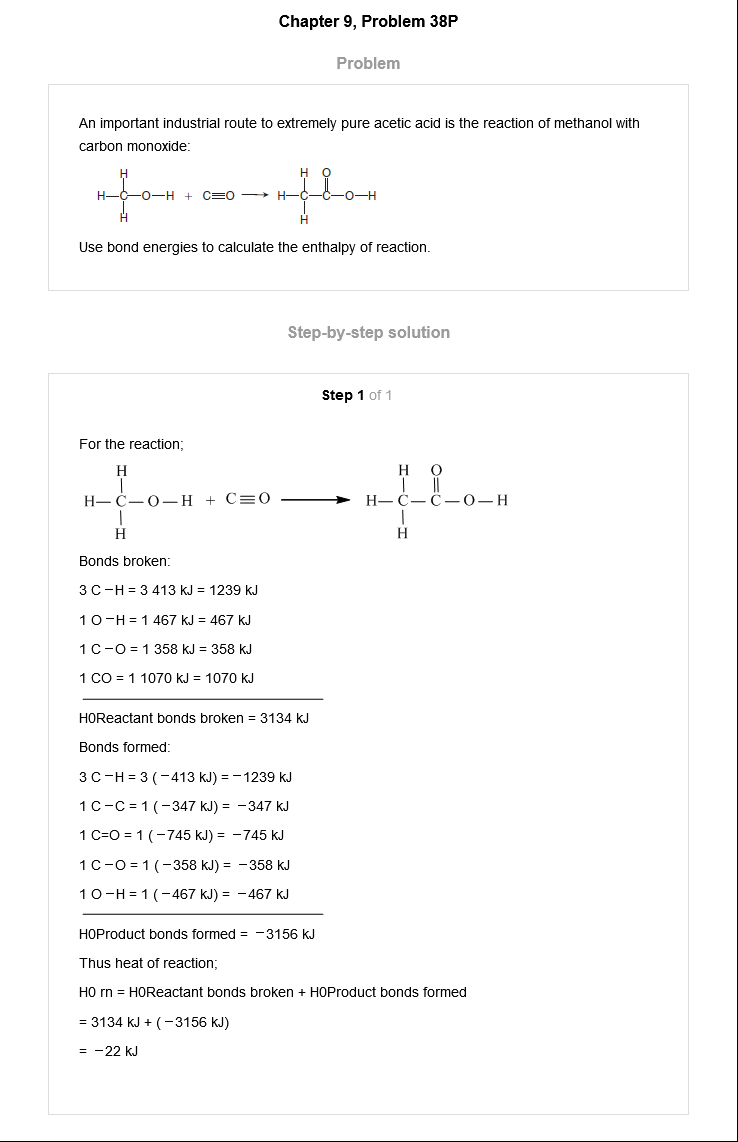 Chapter 9, Problem 38P
Problem
An important industrial route to extremely pure acetic acid is the reaction of methanol with
carbon monoxide:
H H O
H—C—O—H + C≡O ⟶ H—C—C—O—H
H H
Use bond energies to calculate the enthalpy of reaction.
Step-by-step solution
Step 1 of 1
For the reaction;
H H O
H—C—O—H + C≡O ⟶ H—C—C—O—H
H H
Bonds broken:
3 C −H = 3 413 kJ = 1239 kJ
1 O −H = 1 467 kJ = 467 kJ
1 C −O = 1 358 kJ = 358 kJ
1 CO = 1 1070 kJ = 1070 kJ
H0Reactant bonds broken = 3134 kJ
Bonds formed:
3 C −H = 3 ( −413 kJ) = −1239 kJ
1 C −C = 1 ( −347 kJ) = −347 kJ
1 C=O = 1 ( −745 kJ) = −745 kJ
1 C −O = 1 ( −358 kJ) = −358 kJ
1 O −H = 1 ( −467 kJ) = −467 kJ
H0Product bonds formed = −3156 kJ
Thus heat of reaction;
H0 rn = H0Reactant bonds broken + H0Product bonds formed
= 3134 kJ + ( −3156 kJ)
= −22 kJ